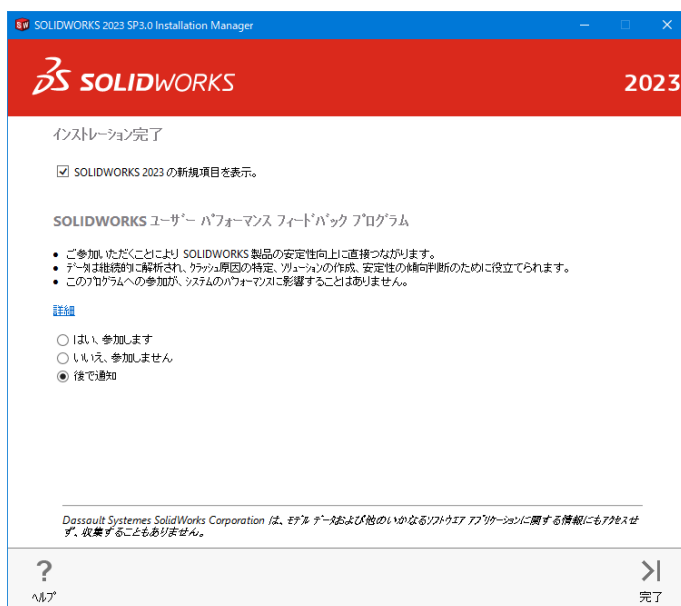 SOLIDWORKS 2023 SP3.0 Installation Manager
SOLIDWORKS
2023
インストレーション完了
SOLIDWORKS 2023 の新規項目を表示。
SOLIDWORKS ユーザー パフォーマンス フィードバック プログラム
• ご参加いただくことにより SOLIDWORKS 製品の安定性向上に直接つながります。
• データは継続的に解析され、クラッシュ原因の特定、ソリューションの作成、安定性の傾向判断のために役立てられます。
• このプログラムへの参加が、システムのパフォーマンスに影響することはありません。
詳細
はい、参加します
いいえ、参加しません
後で通知
Dassault Systemes SolidWorks Corporation は、モデル データおよび他のいかなるソフトウエア アプリケーションに関する情報にもアクセスせ
ず、収集することもありません。
?
ヘルプ
完了